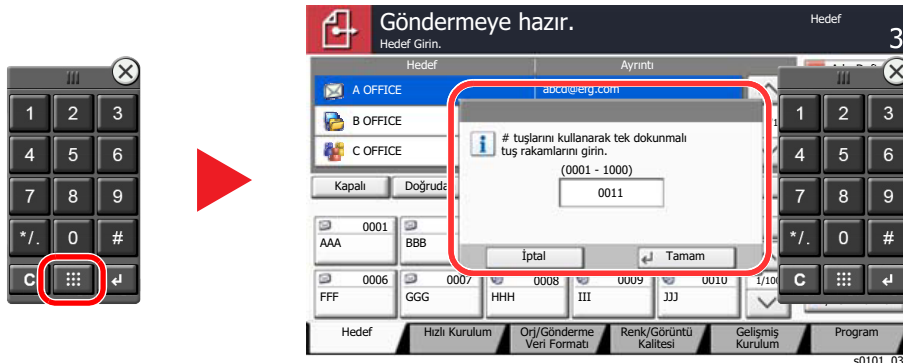 1 2 3
4 5 6
7 8 9
*/. 0 #
C
Göndermeye hazır.
Hedef Girin.
Hedef
3
Hedef Ayrıntı
A OFFICE abcd@efg.com
B OFFICE
C OFFICE
# tuşlarını kullanarak tek dokunmalı
tuş rakamlarını girin.
(0001 - 1000)
0011
İptal Tamam
Kapalı
0001
AAA BBB
0006 0007 0008 0009 0010 1/100
FFF GGG HHH III JJJ
Hedef Hızlı Kurulum Orj/Gönderme
Veri Formatı Renk/Görüntü
Kalitesi Gelişmiş
Kurulum Program
1 2 3
4 5 6
7 8 9
*/. 0 #
C
s0101_03